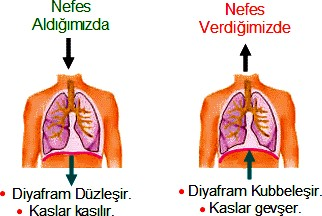 Nefes
Aldığımızda
Nefes
Verdiğimizde
• Diyafram Düzleşir.
• Kaslar kasılır.
• Diyafram Kubbeleşir.
• Kaslar gevşer.